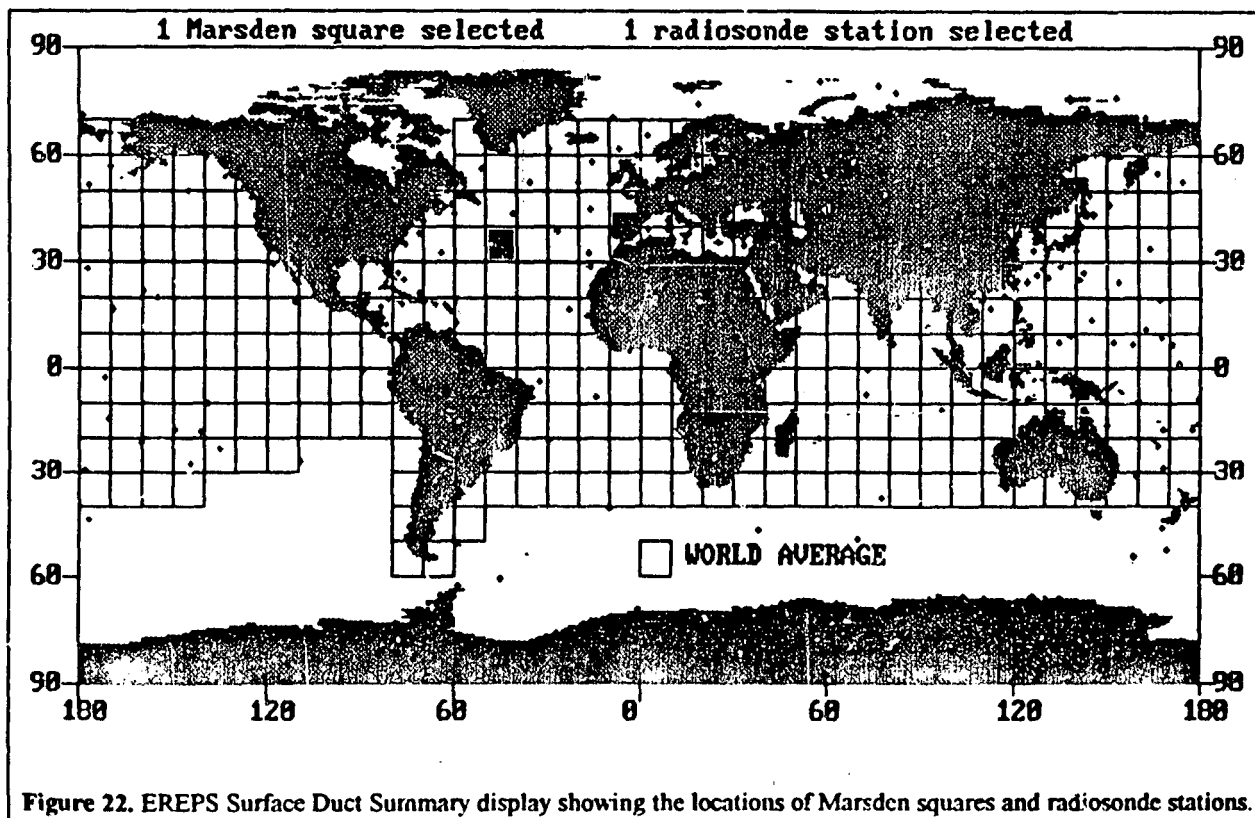 1 Marsden square selected 1 radiosonde station selected
90 90
60 60
30 30
0 0
30 30
60 60
90 90
180 120 60 0 60 120 180
WORLD AVERAGE
Figure 22. EREPS Surface Duct Summary display showing the locations of Marsden squares and radiosonde stations.